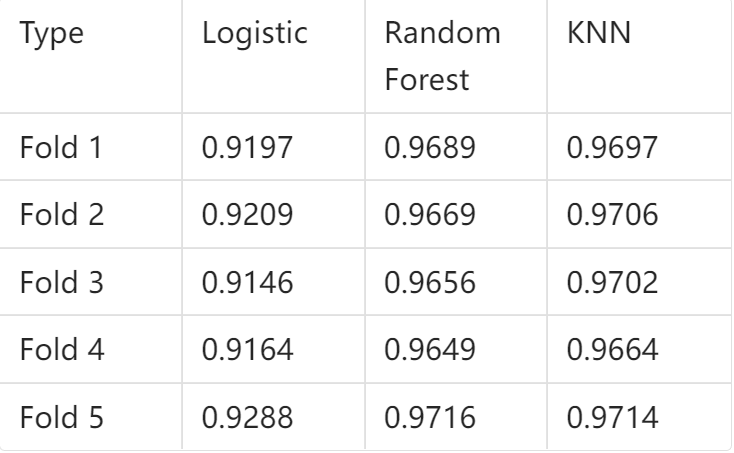 Type Logistic Random Forest KNN
Fold 1 0.9197 0.9689 0.9697
Fold 2 0.9209 0.9669 0.9706
Fold 3 0.9146 0.9656 0.9702
Fold 4 0.9164 0.9649 0.9664
Fold 5 0.9288 0.9716 0.9714